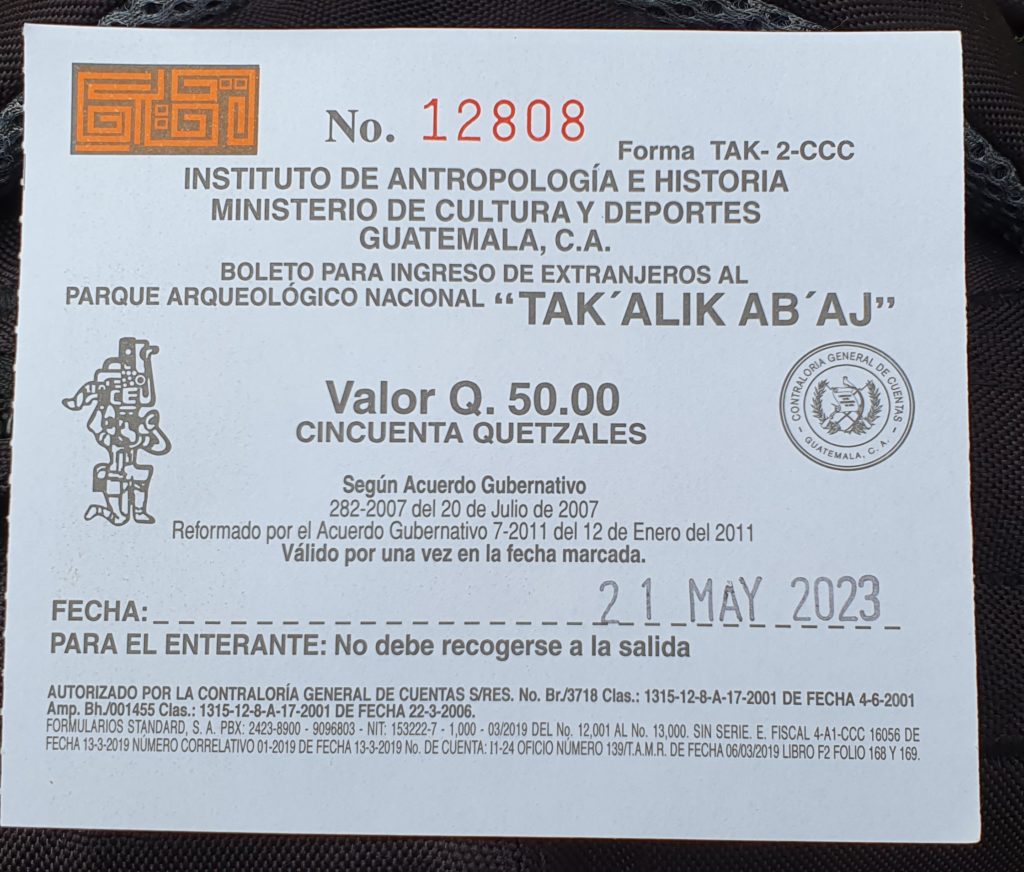 No. 12808
Forma TAK- 2-CCC
INSTITUTO DE ANTROPOLOGÍA E HISTORIA
MINISTERIO DE CULTURA Y DEPORTES
GUATEMALA, C.A.
BOLETO PARA INGRESO DE EXTRANJEROS AL
PARQUE ARQUEOLÓGICO NACIONAL “TAK´ALIK AB´AJ”
CONTRALORIA GENERAL DE CUENTAS
- GUATEMALA, C. A. -
Valor Q. 50.00
CINCUENTA QUETZALES
Según Acuerdo Gubernativo
282-2007 del 20 de Julio de 2007
Reformado por el Acuerdo Gubernativo 7-2011 del 12 de Enero del 2011
Válido por una vez en la fecha marcada.
FECHA: 21 MAY 2023
PARA EL ENTERANTE: No debe recogerse a la salida
AUTORIZADO POR LA CONTRALORÍA GENERAL DE CUENTAS S/RES. No. Br./3718 Clas.: 1315-12-8-A-17-2001 DE FECHA 4-6-2001
Amp. Bh./001455 Clas.: 1315-12-8-A-17-2001 DE FECHA 22-3-2006.
FORMULARIOS STANDARD, S. A. PBX: 2423-8900 - 9096803 - NIT: 153222-7 - 1,000 - 03/2019 DEL No. 12,001 AL No. 13,000. SIN SERIE. E. FISCAL 4-A1-CCC 16056 DE
FECHA 13-3-2019 NÚMERO CORRELATIVO 01-2019 DE FECHA 13-3-2019 No. DE CUENTA: I1-24 OFICIO NÚMERO 139/T.A.M.R. DE FECHA 06/03/2019 LIBRO F2 FOLIO 168 Y 169.